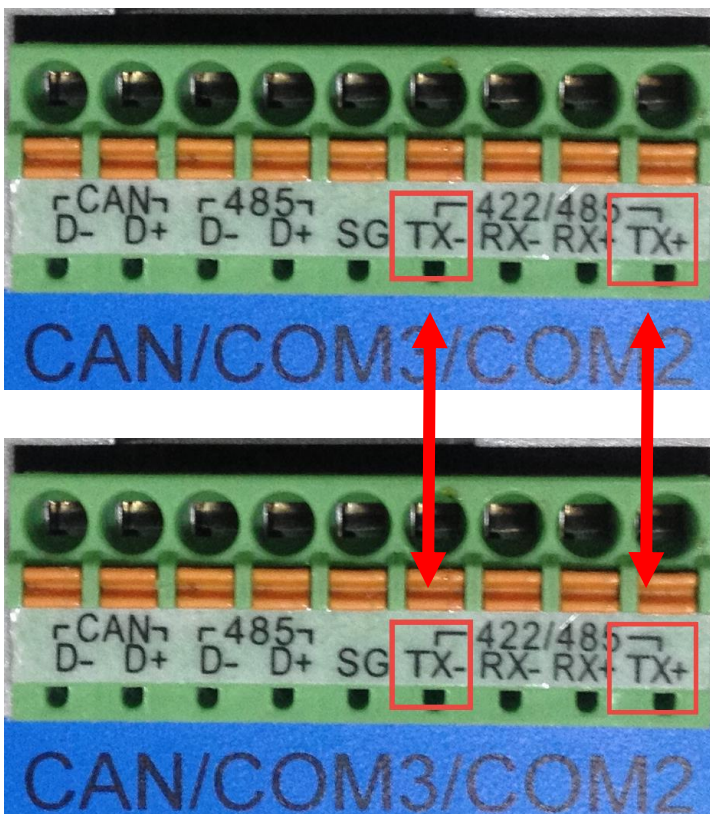 CAN 485 422/485
D- D+ D- D+ SG TX- RX- RX+ TX+
CAN/COM3/COM2
CAN 485 422/485
D- D+ D- D+ SG TX- RX- RX+ TX+
CAN/COM3/COM2